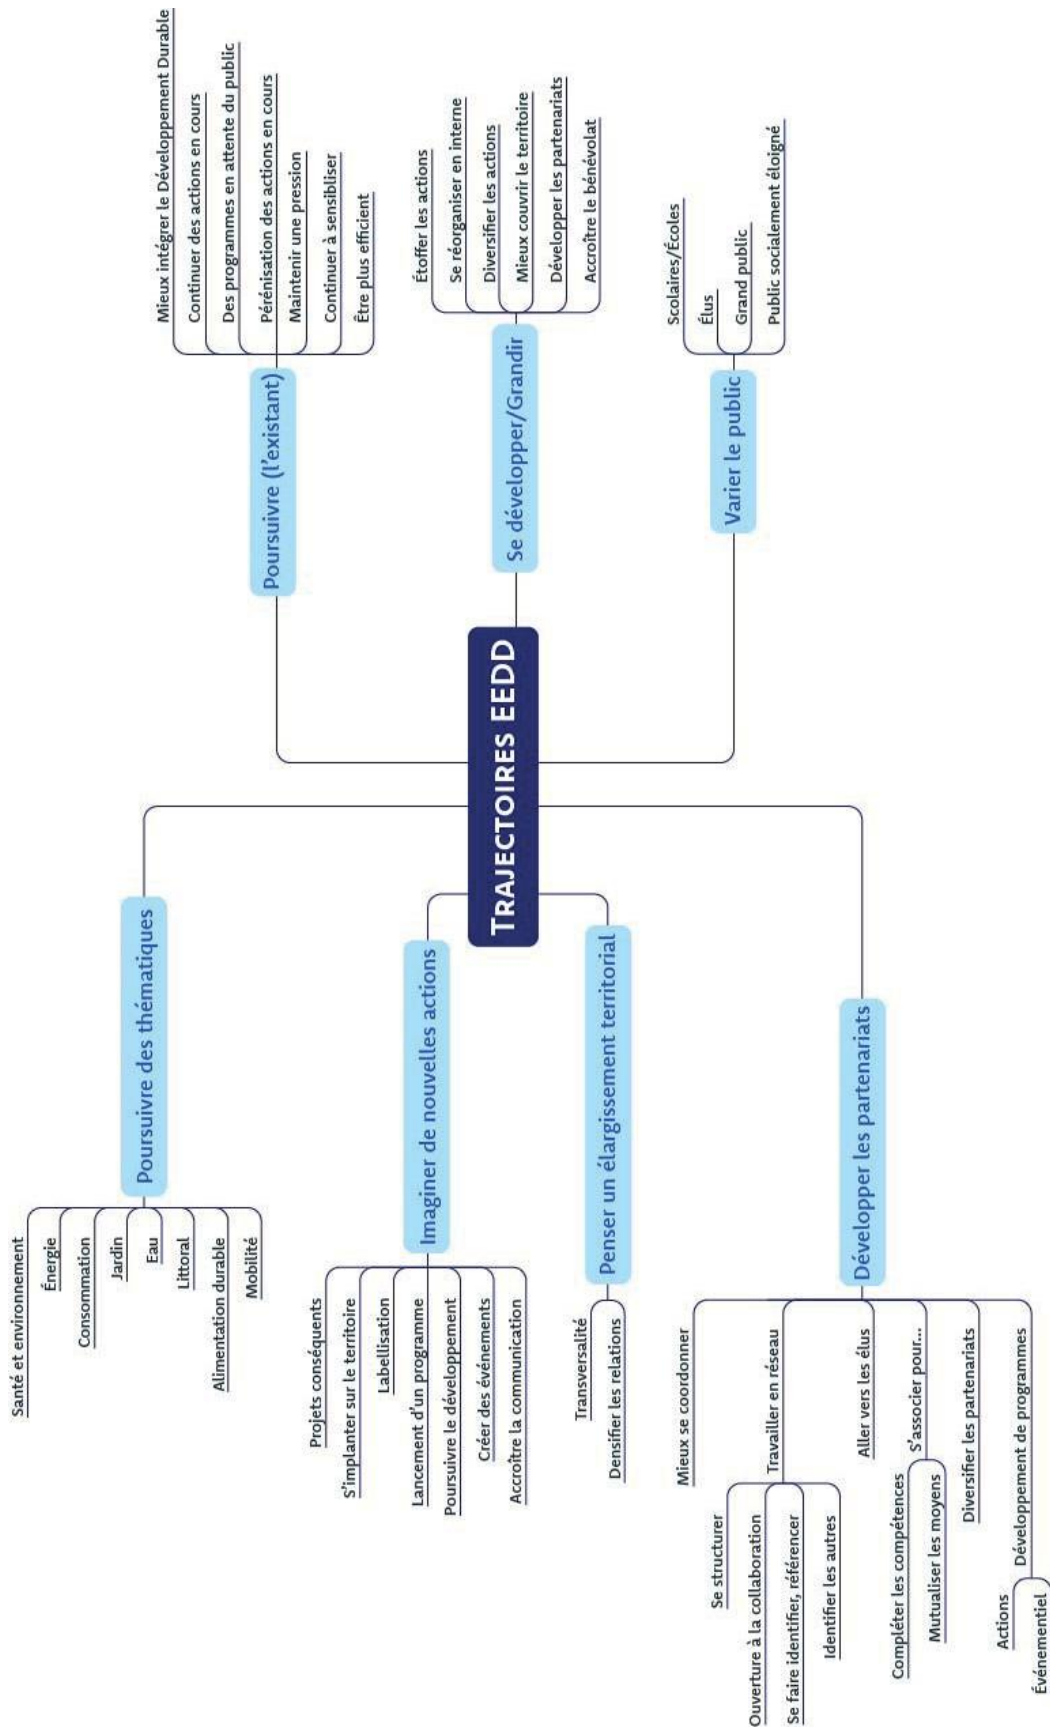 TRAJECTOIRES EEDD
Poursuivre des thématiques
Santé et environnement
Énergie
Consommation
Jardin
Eau
Littoral
Alimentation durable
Mobilité
Imaginer de nouvelles actions
Projets conséquents
S'implanter sur le territoire
Labellisation
Lancement d'un programme
Poursuivre le développement
Créer des événements
Accroître la communication
Penser un élargissement territorial
Transversalité
Densifier les relations
Développer les partenariats
Mieux se coordonner
Travailler en réseau
Se structurer
Ouverture à la collaboration
Se faire identifier, référencer
Identifier les autres
Aller vers les élus
S'associer pour...
Compléter les compétences
Mutualiser les moyens
Diversifier les partenariats
Développement de programmes
Actions
Événementiel
Poursuivre (l'existant)
Mieux intégrer le Développement Durable
Continuer des actions en cours
Des programmes en attente du public
Pérénisation des actions en cours
Maintenir une pression
Continuer à sensibliser
Être plus efficient
Se développer/Grandir
Étoffer les actions
Se réorganiser en interne
Diversifier les actions
Mieux couvrir le territoire
Développer les partenariats
Accroître le bénévolat
Varier le public
Scolaires/Écoles
Élus
Grand public
Public socialement éloigné